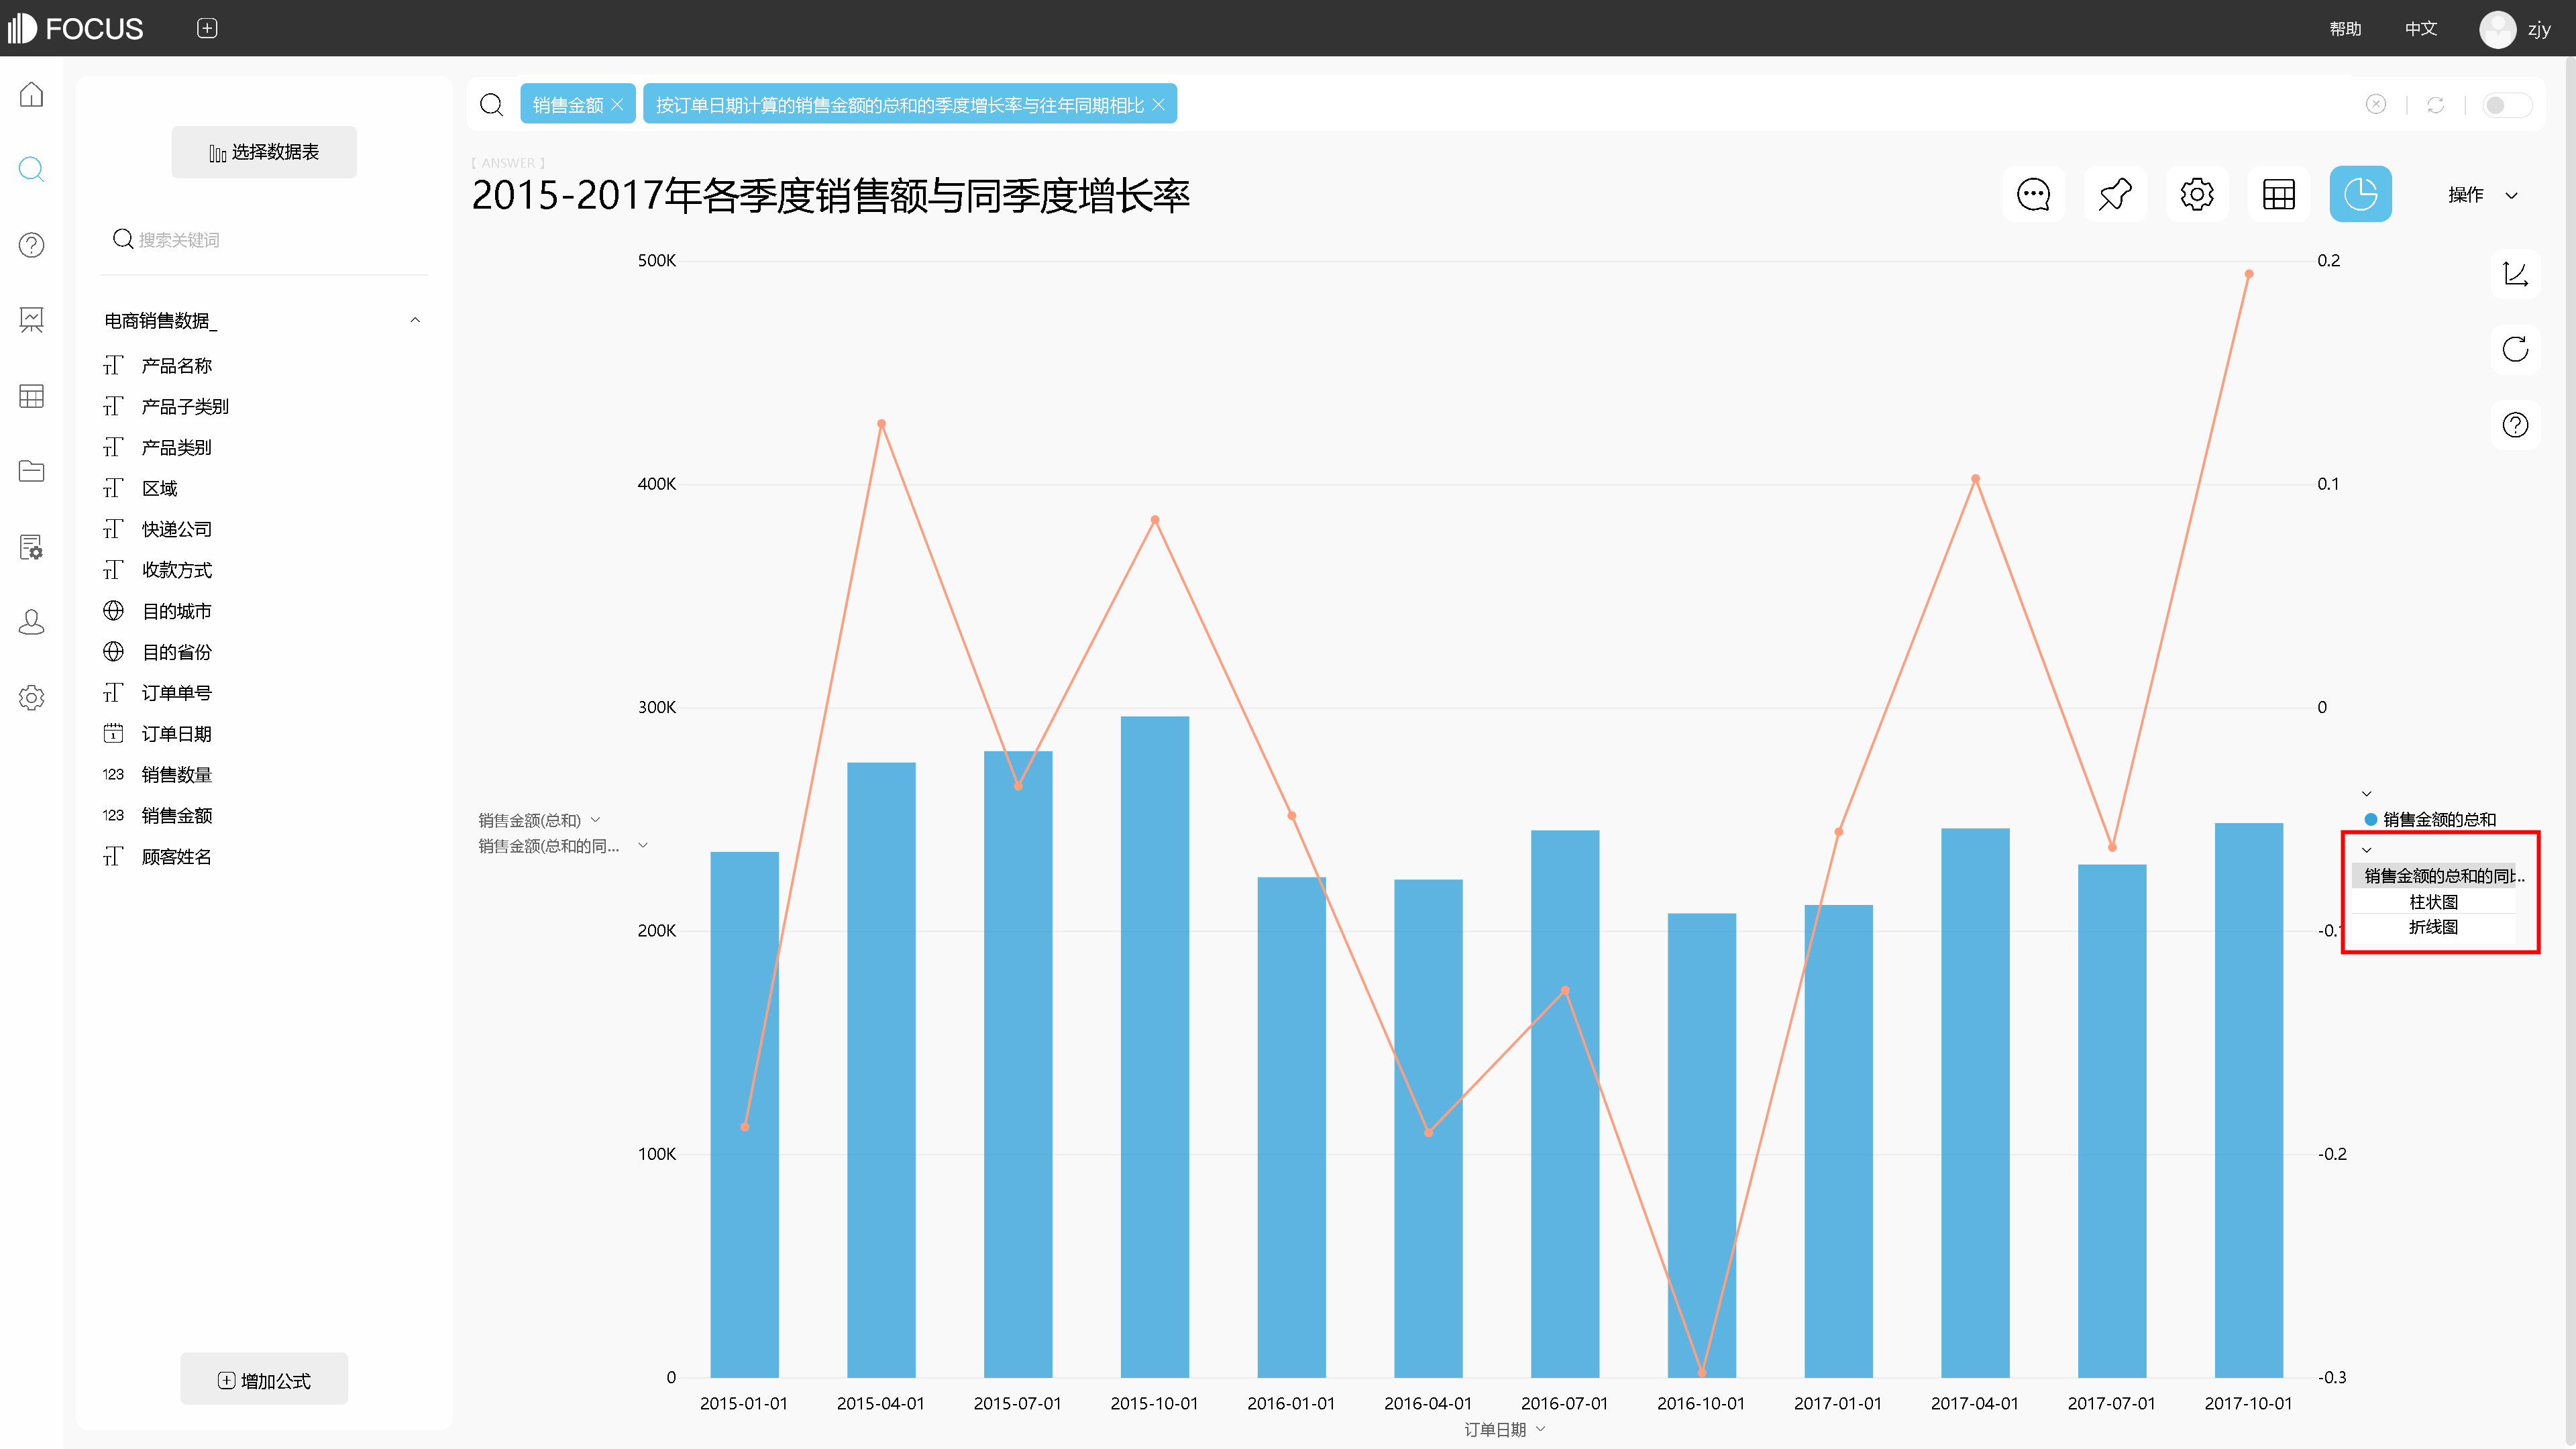 FOCUS
帮助
中文
zjy
选择数据表
搜索关键词
电商销售数据_
产品名称
产品子类别
产品类别
区域
快递公司
收款方式
目的城市
目的省份
订单单号
订单日期
123 销售数量
123 销售金额
顾客姓名
增加公式
销售金额
按订单日期计算的销售金额的总和的季度增长率与往年同期相比
【 ANSWER 】
2015-2017年各季度销售额与同季度增长率
操作
500K
400K
300K
200K
100K
0
销售金额(总和)
销售金额(总和的同...
0.2
0.1
0
-0.1
-0.2
-0.3
销售金额的总和
销售金额的总和的同比...
柱状图
折线图
2015-01-01
2015-04-01
2015-07-01
2015-10-01
2016-01-01
2016-04-01
2016-07-01
2016-10-01
2017-01-01
2017-04-01
2017-07-01
2017-10-01
订单日期